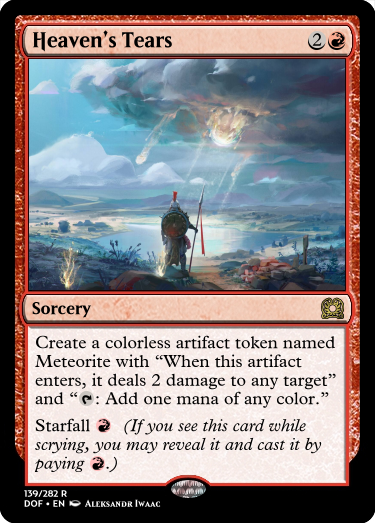 Heaven's Tears 2
Sorcery
Create a colorless artifact token named
Meteorite with “When this artifact
enters, it deals 2 damage to any target”
and “: Add one mana of any color.”
Starfall (If you see this card while
scrying, you may reveal it and cast it by
paying .)
139/282 R
DOF • EN Aleksandr Iwaac